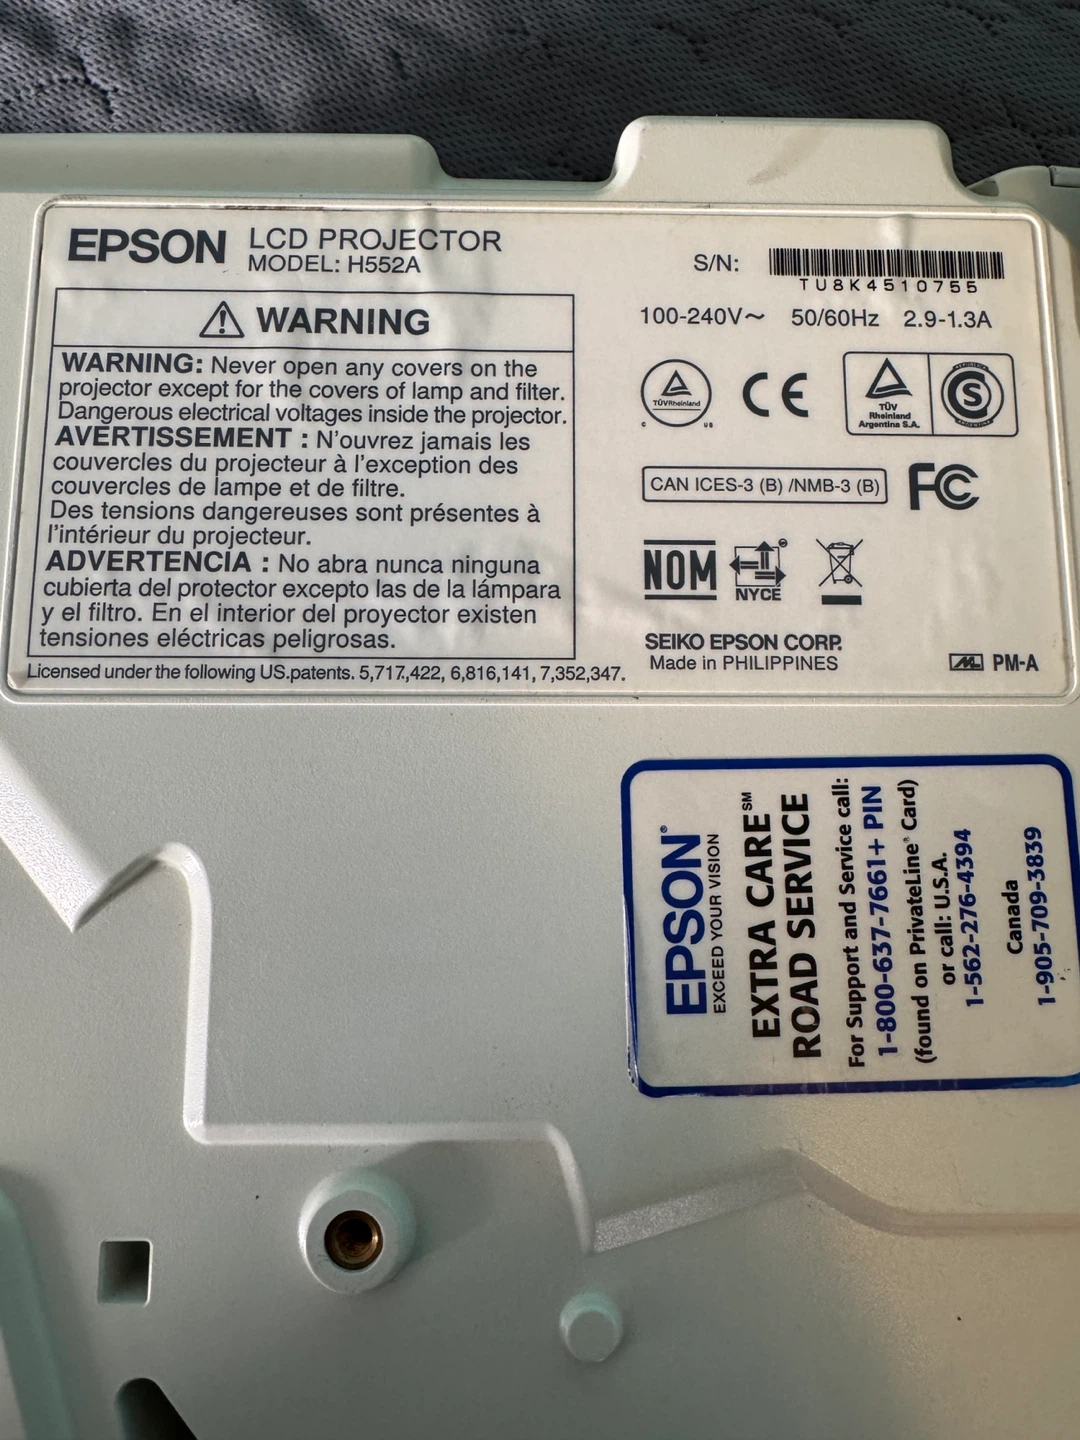 EPSON LCD PROJECTOR
MODEL: H552A
WARNING
WARNING: Never open any covers on the
projector except for the covers of lamp and filter.
Dangerous electrical voltages inside the projector.
AVERTISSEMENT : N'ouvrez jamais les
couvercles du projecteur à l'exception des
couvercles de lampe et de filtre.
Des tensions dangereuses sont présentes à
l'intérieur du projecteur.
ADVERTENCIA : No abra nunca ninguna
cubierta del protector excepto las de la lámpara
y el filtro. En el interior del proyector existen
tensiones eléctricas peligrosas.
Licensed under the following US.patents. 5,717,422, 6,816,141, 7,352,347.
S/N:
TU8K4510755
100-240V~ 50/60Hz 2.9-1.3A
TÜVRheinland
C US
CE
TÜV
Rheinland
Argentina S.A.
S
CAN ICES-3 (B) /NMB-3 (B)
FC
NOM
NYCE
SEIKO EPSON CORP.
Made in PHILIPPINES
PM-A
EPSON®
EXCEED YOUR VISION
EXTRA CARE℠
ROAD SERVICE
For Support and Service call:
1-800-637-7661+ PIN
(found on PrivateLine® Card)
or call: U.S.A.
1-562-276-4394
Canada
1-905-709-3839